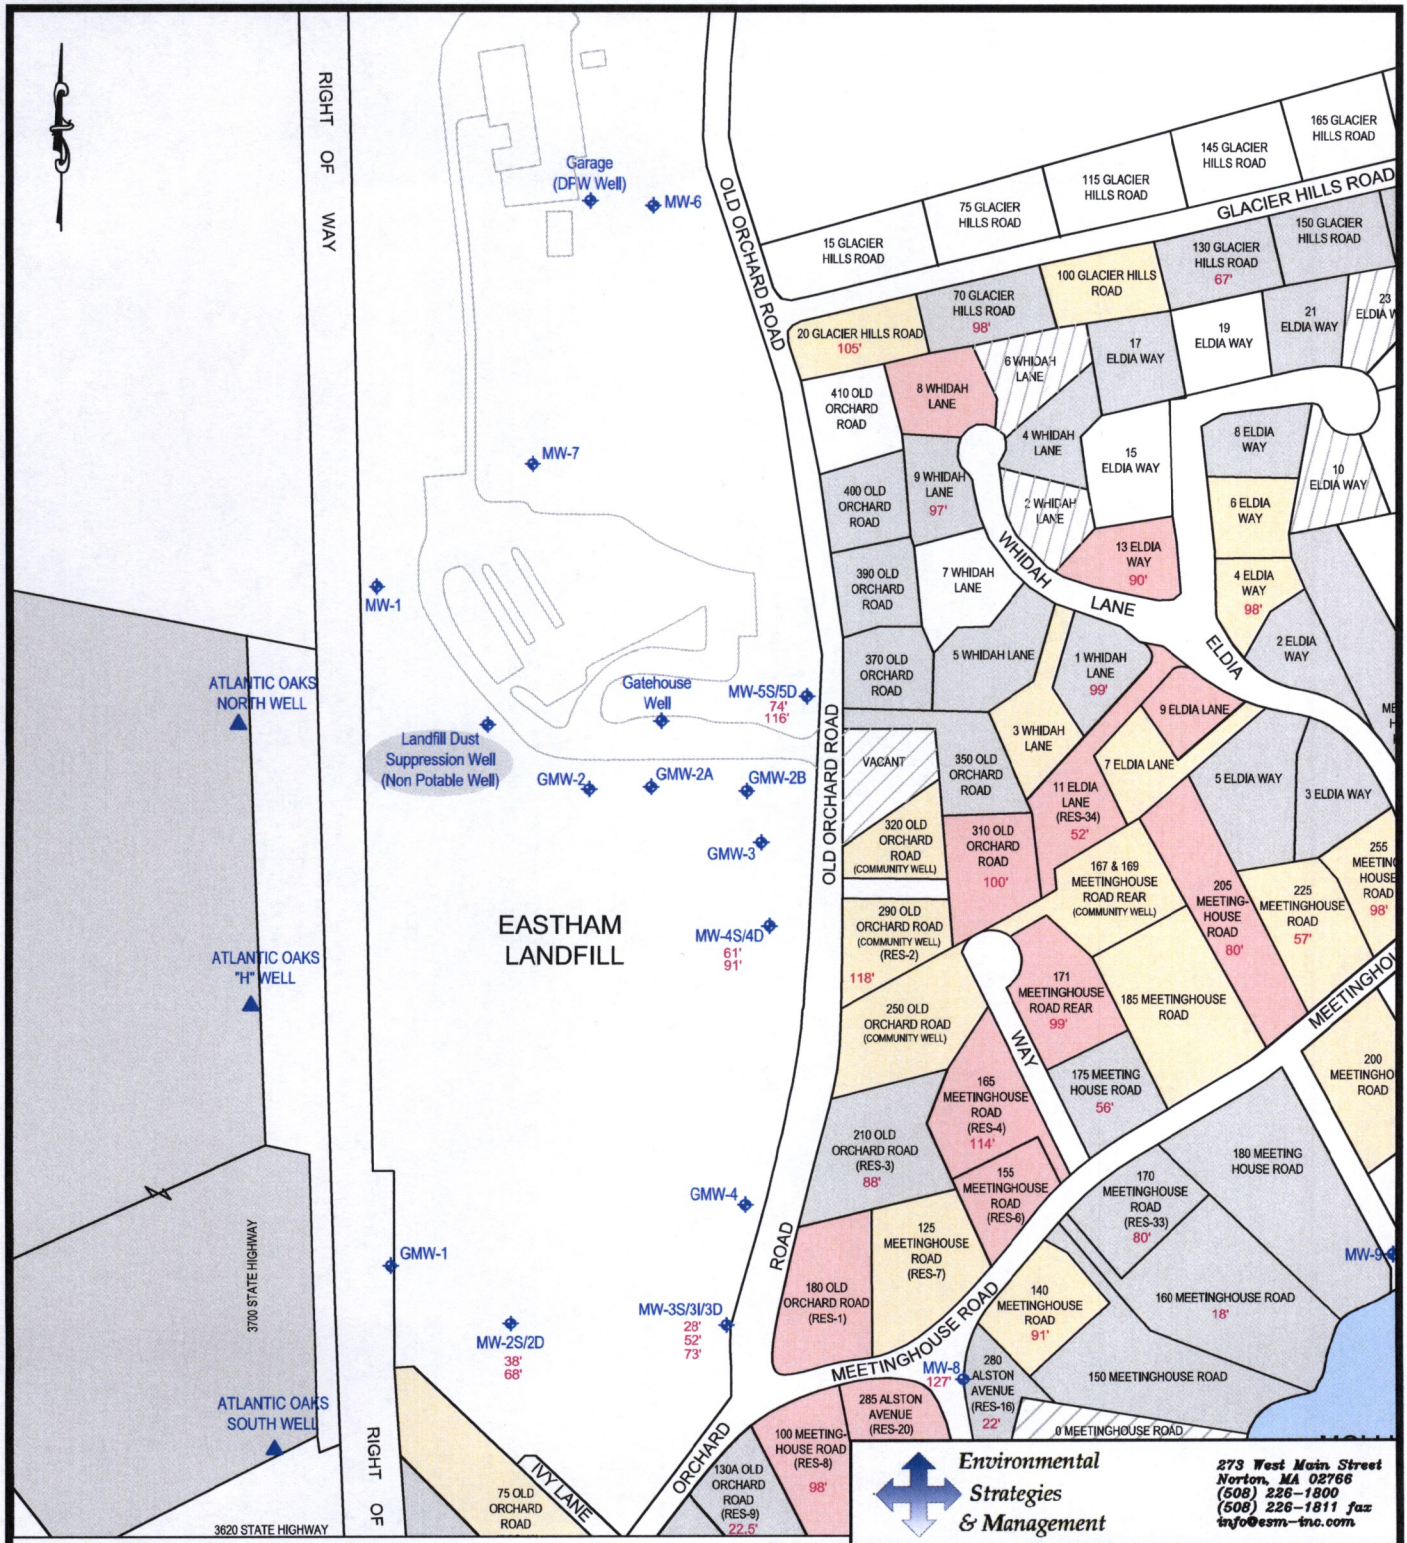 RIGHT OF WAY
Garage
(DPW Well)
MW-6
OLD ORCHARD ROAD
165 GLACIER
HILLS ROAD
145 GLACIER
HILLS ROAD
115 GLACIER
HILLS ROAD
75 GLACIER
HILLS ROAD
15 GLACIER
HILLS ROAD
GLACIER HILLS ROAD
150 GLACIER
HILLS ROAD
130 GLACIER
HILLS ROAD
67'
100 GLACIER HILLS
ROAD
70 GLACIER
HILLS ROAD
98'
20 GLACIER HILLS ROAD
105'
23
21
ELDIA WAY
19
ELDIA WAY
17
ELDIA WAY
6 WHIDAH
LANE
8 WHIDAH
LANE
410 OLD
ORCHARD
ROAD
4 WHIDAH
LANE
15
ELDIA WAY
8 ELDIA
WAY
10
ELDIA WAY
MW-7
400 OLD
ORCHARD
ROAD
9 WHIDAH
LANE
97'
2 WHIDAH
LANE
6 ELDIA
WAY
WHIDAH LANE
13 ELDIA
WAY
90'
4 ELDIA
WAY
98'
390 OLD
ORCHARD
ROAD
7 WHIDAH
LANE
MW-1
ELDIA
2 ELDIA
WAY
370 OLD
ORCHARD
ROAD
5 WHIDAH LANE
1 WHIDAH
LANE
99'
ATLANTIC OAKS
NORTH WELL
Gatehouse
Well
MW-5S/5D
74'
116'
OLD ORCHARD ROAD
9 ELDIA LANE
3 WHIDAH
LANE
Landfill Dust
Suppression Well
(Non Potable Well)
GMW-2
GMW-2A
GMW-2B
VACANT
350 OLD
ORCHARD
ROAD
7 ELDIA LANE
5 ELDIA WAY
3 ELDIA WAY
11 ELDIA
LANE
(RES-34)
52'
320 OLD
ORCHARD
ROAD
(COMMUNITY WELL)
310 OLD
ORCHARD
ROAD
100'
GMW-3
167 & 169
MEETINGHOUSE
ROAD REAR
(COMMUNITY WELL)
205
MEETING-
HOUSE
ROAD
80'
225
MEETINGHOUSE
ROAD
57'
255
MEETING
HOUSE
ROAD
98'
EASTHAM
LANDFILL
MW-4S/4D
61'
91'
290 OLD
ORCHARD ROAD
(COMMUNITY WELL)
(RES-2)
118'
ATLANTIC OAKS
"H" WELL
171
MEETINGHOUSE
ROAD REAR
99'
185 MEETINGHOUSE
ROAD
MEETINGHOU
250 OLD
ORCHARD ROAD
(COMMUNITY WELL)
WAY
200
MEETINGHO
ROAD
165
MEETINGHOUSE
ROAD
(RES-4)
114'
175 MEETING
HOUSE ROAD
56'
210 OLD
ORCHARD ROAD
(RES-3)
88'
180 MEETING
HOUSE ROAD
155
MEETINGHOUSE
ROAD
(RES-6)
170
MEETINGHOUSE
ROAD
(RES-33)
80'
GMW-4
ROAD
125
MEETINGHOUSE
ROAD
(RES-7)
GMW-1
MW-9
3700 STATE HIGHWAY
180 OLD
ORCHARD ROAD
(RES-1)
140
MEETINGHOUSE
ROAD
91'
160 MEETINGHOUSE ROAD
18'
MW-2S/2D
38'
68'
MW-3S/3I/3D
28'
52'
73'
MEETINGHOUSE ROAD
MW-8
127'
280
ALSTON
AVENUE
(RES-16)
22'
150 MEETINGHOUSE ROAD
ATLANTIC OAKS
SOUTH WELL
285 ALSTON
AVENUE
(RES-20)
0 MEETINGHOUSE ROAD
RIGHT OF
ORCHARD
100 MEETING-
HOUSE ROAD
(RES-8)
98'
130A OLD
ORCHARD
ROAD
(RES-9)
22.5'
IVY LANE
75 OLD
ORCHARD
ROAD
3620 STATE HIGHWAY
Environmental
Strategies
& Management
273 West Main Street
Norton, MA 02766
(508) 226-1800
(508) 226-1811 fax
info@esm-inc.com